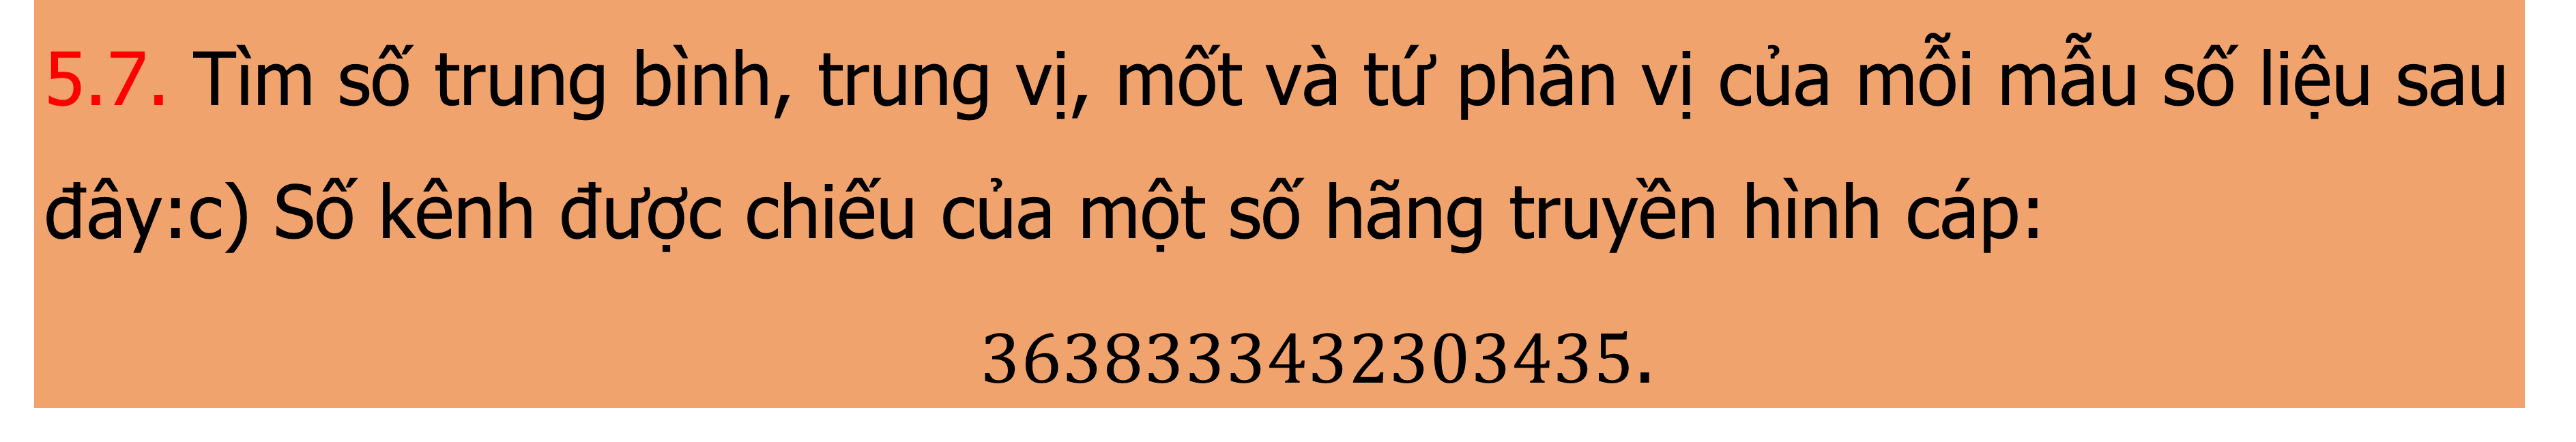 5.7. Tìm số trung bình, trung vị, mốt và tứ phân vị của mỗi mẫu số liệu sau
đây:c) Số kênh được chiếu của một số hãng truyền hình cáp:
3638333432303435.